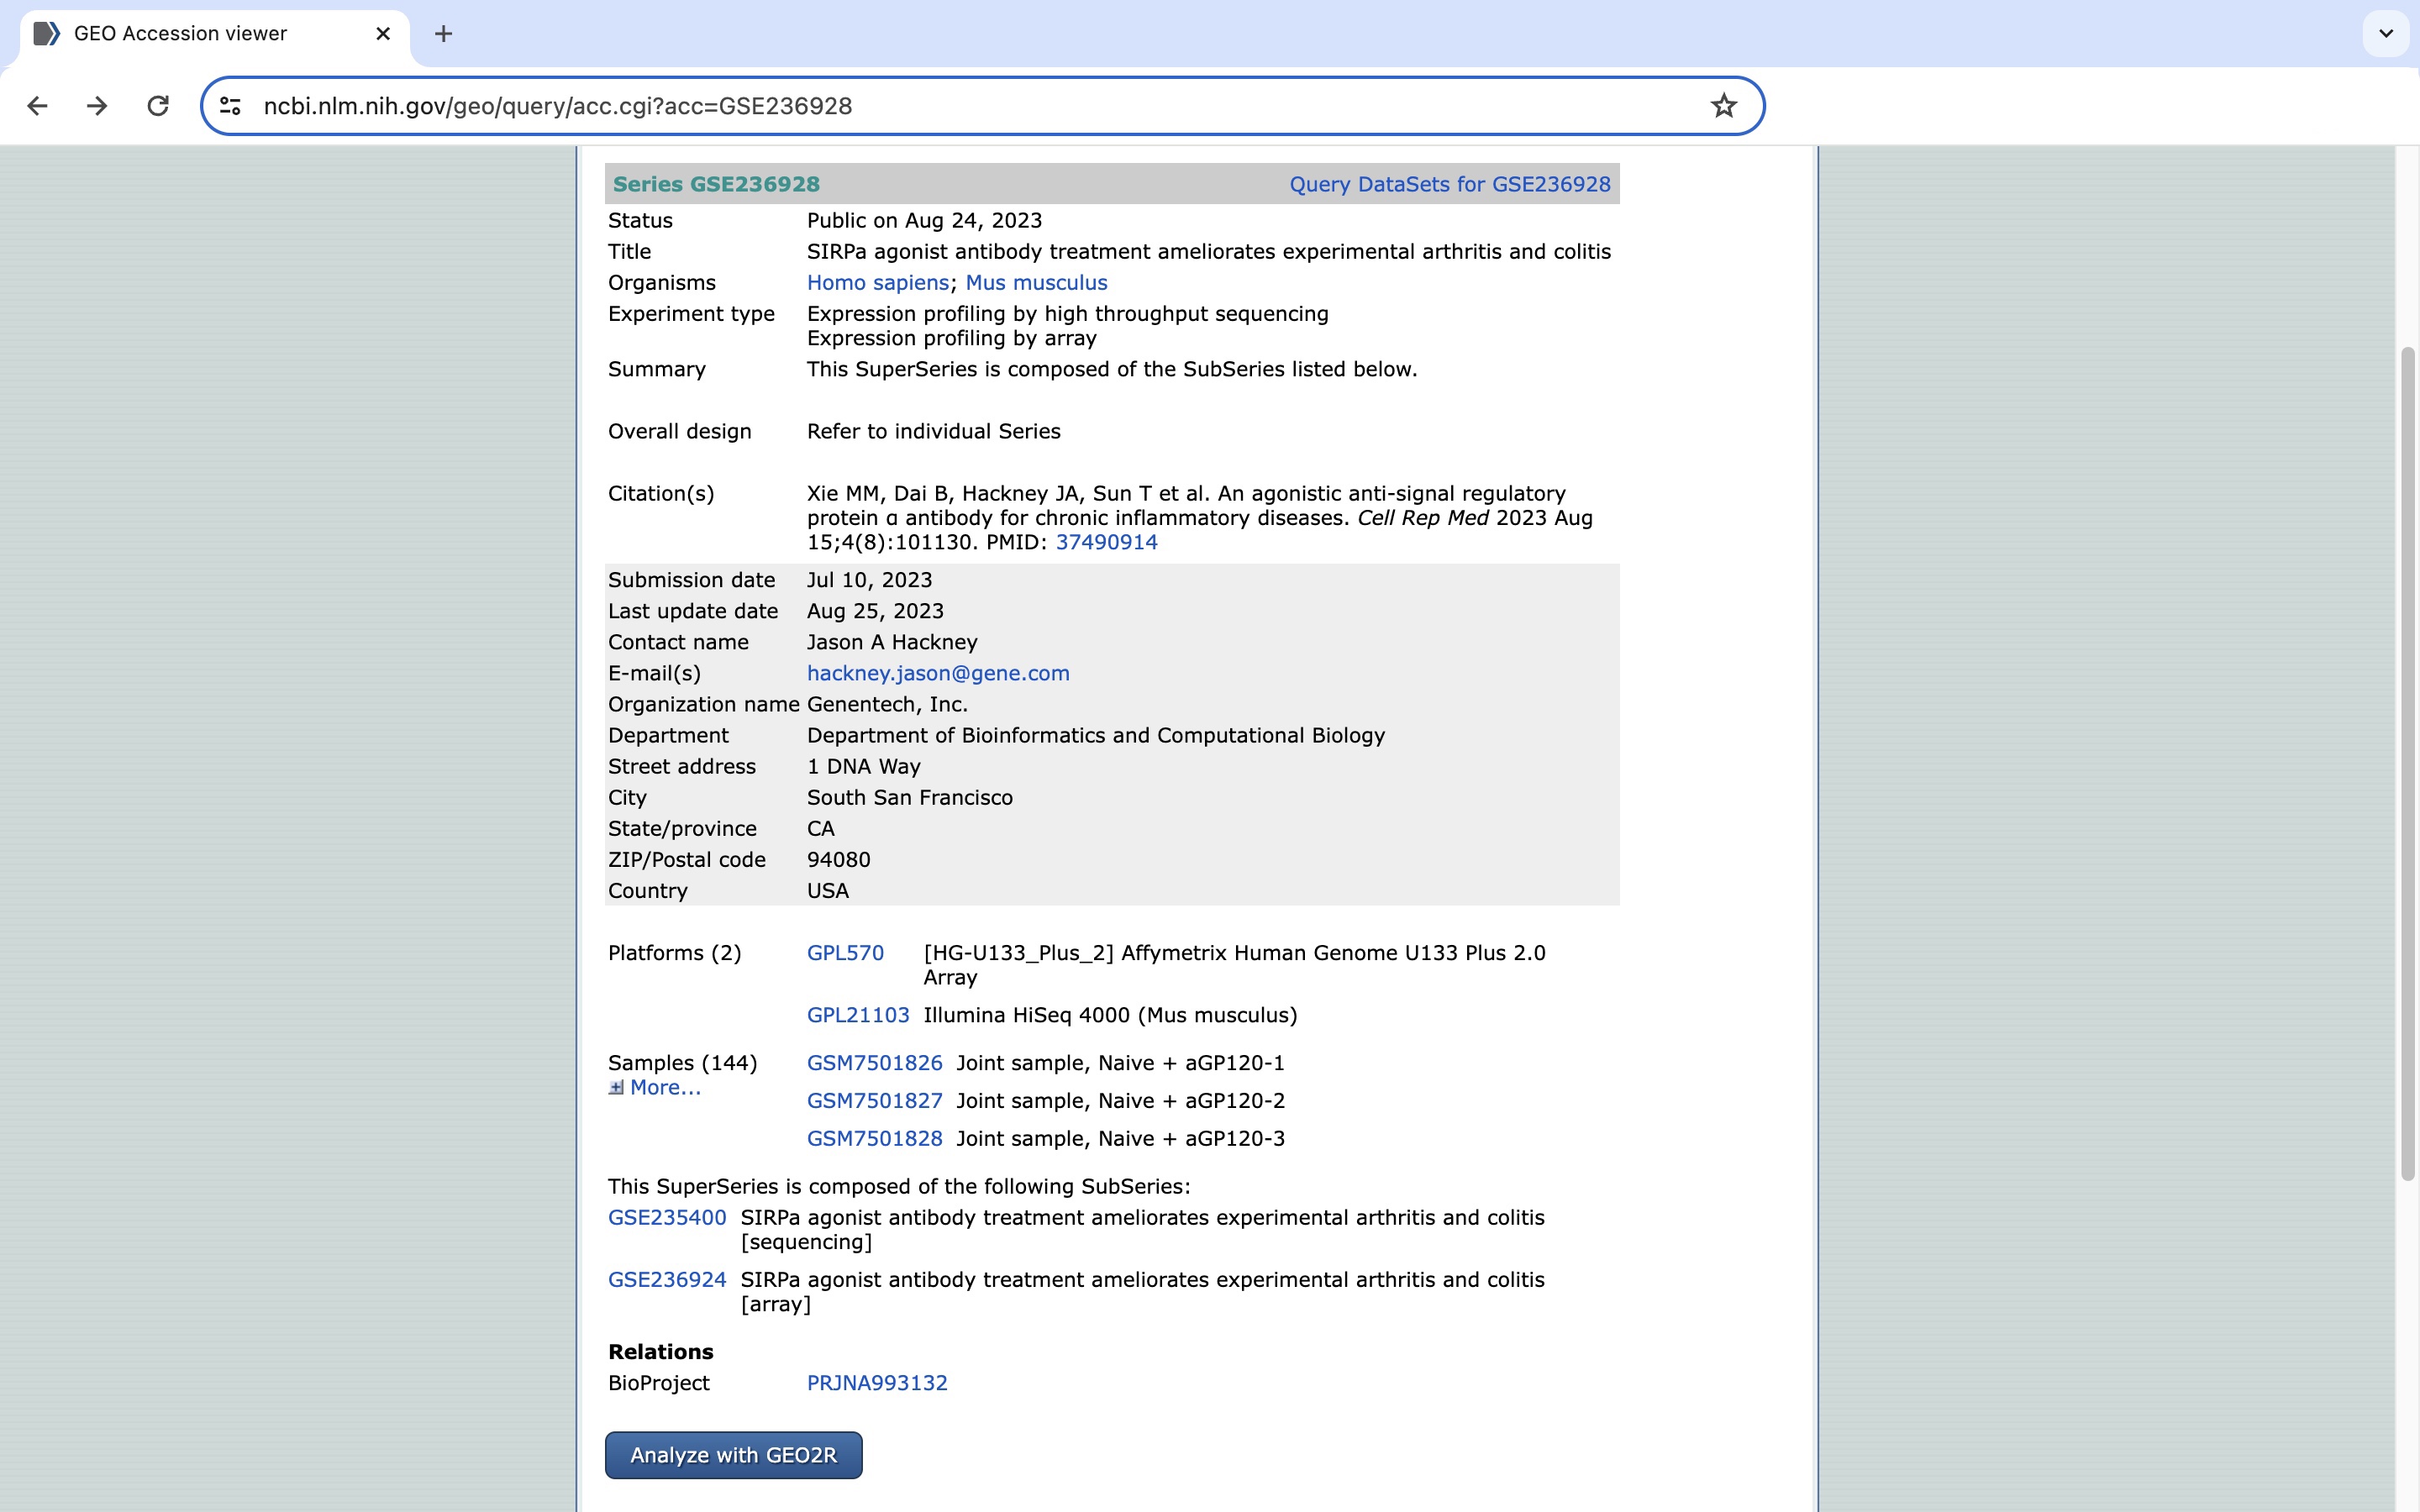 GEO Accession viewer
ncbi.nlm.nih.gov/geo/query/acc.cgi?acc=GSE236928
Series GSE236928 Query DataSets for GSE236928
Status Public on Aug 24, 2023
Title SIRPa agonist antibody treatment ameliorates experimental arthritis and colitis
Organisms Homo sapiens; Mus musculus
Experiment type Expression profiling by high throughput sequencing
Expression profiling by array
Summary This SuperSeries is composed of the SubSeries listed below.
Overall design Refer to individual Series
Citation(s) Xie MM, Dai B, Hackney JA, Sun T et al. An agonistic anti-signal regulatory
protein α antibody for chronic inflammatory diseases. Cell Rep Med 2023 Aug
15;4(8):101130. PMID: 37490914
Submission date Jul 10, 2023
Last update date Aug 25, 2023
Contact name Jason A Hackney
E-mail(s) hackney.jason@gene.com
Organization name Genentech, Inc.
Department Department of Bioinformatics and Computational Biology
Street address 1 DNA Way
City South San Francisco
State/province CA
ZIP/Postal code 94080
Country USA
Platforms (2) GPL570 [HG-U133_Plus_2] Affymetrix Human Genome U133 Plus 2.0
Array
GPL21103 Illumina HiSeq 4000 (Mus musculus)
Samples (144) GSM7501826 Joint sample, Naive + aGP120-1
More...
GSM7501827 Joint sample, Naive + aGP120-2
GSM7501828 Joint sample, Naive + aGP120-3
This SuperSeries is composed of the following SubSeries:
GSE235400 SIRPa agonist antibody treatment ameliorates experimental arthritis and colitis
[sequencing]
GSE236924 SIRPa agonist antibody treatment ameliorates experimental arthritis and colitis
[array]
Relations
BioProject PRJNA993132
Analyze with GEO2R